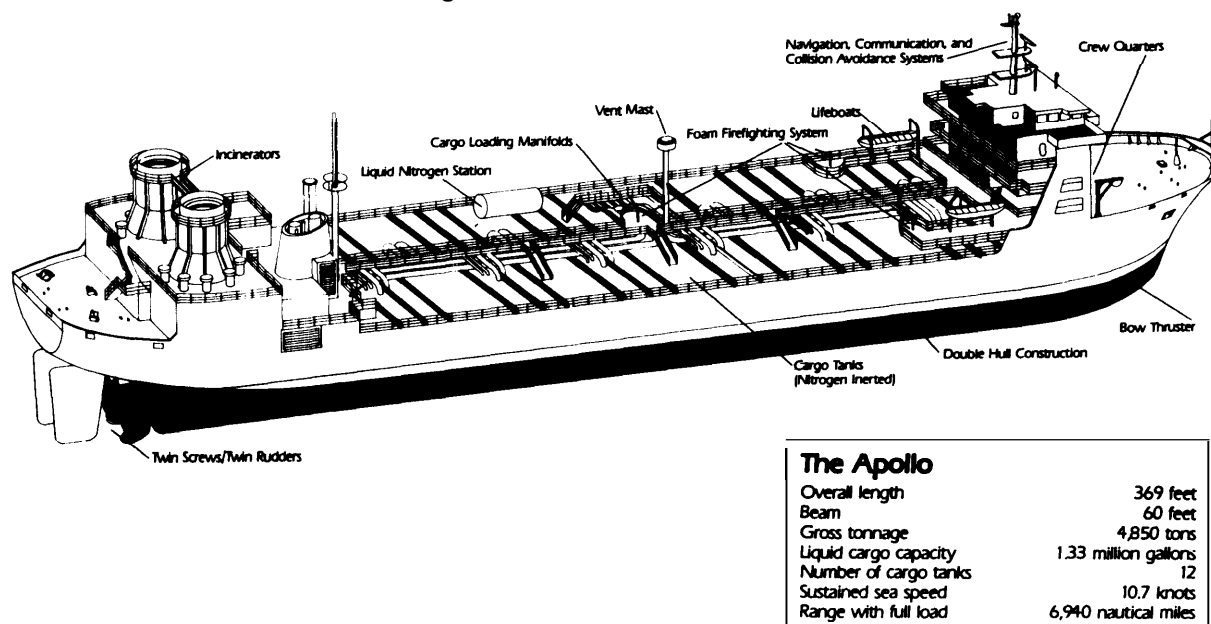 Navigation, Communication, and
Collision Avoidance Systems
Crew Quarters
Vent Mast
Lifeboats
Foam Firefighting System
Cargo Loading Manifolds
Incinerators
Liquid Nitrogen Station
Bow Thruster
Double Hull Construction
Cargo Tanks
(Nitrogen Inerted)
Twin Screws/Twin Rudders
The Apollo
Overall length 369 feet
Beam 60 feet
Gross tonnage 4,850 tons
Liquid cargo capacity 1.33 million gallons
Number of cargo tanks 12
Sustained sea speed 10.7 knots
Range with full load 6,940 nautical miles